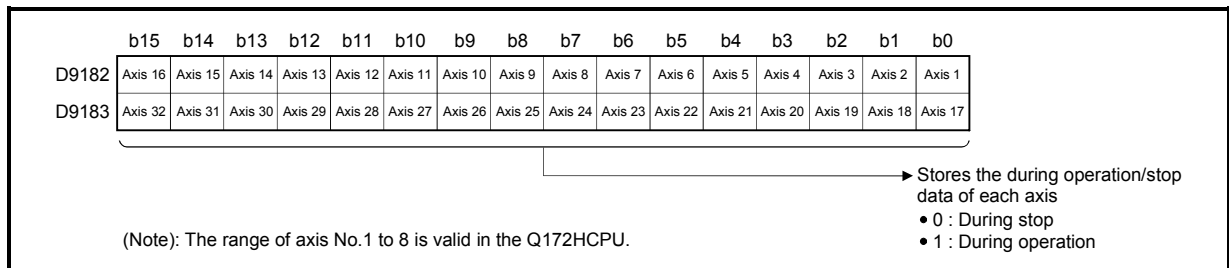 b15 b14 b13 b12 b11 b10 b9 b8 b7 b6 b5 b4 b3 b2 b1 b0
D9182 Axis 16 Axis 15 Axis 14 Axis 13 Axis 12 Axis 11 Axis 10 Axis 9 Axis 8 Axis 7 Axis 6 Axis 5 Axis 4 Axis 3 Axis 2 Axis 1
D9183 Axis 32 Axis 31 Axis 30 Axis 29 Axis 28 Axis 27 Axis 26 Axis 25 Axis 24 Axis 23 Axis 22 Axis 21 Axis 20 Axis 19 Axis 18 Axis 17
Stores the during operation/stop
data of each axis
• 0 : During stop
• 1 : During operation
(Note): The range of axis No.1 to 8 is valid in the Q172HCPU.